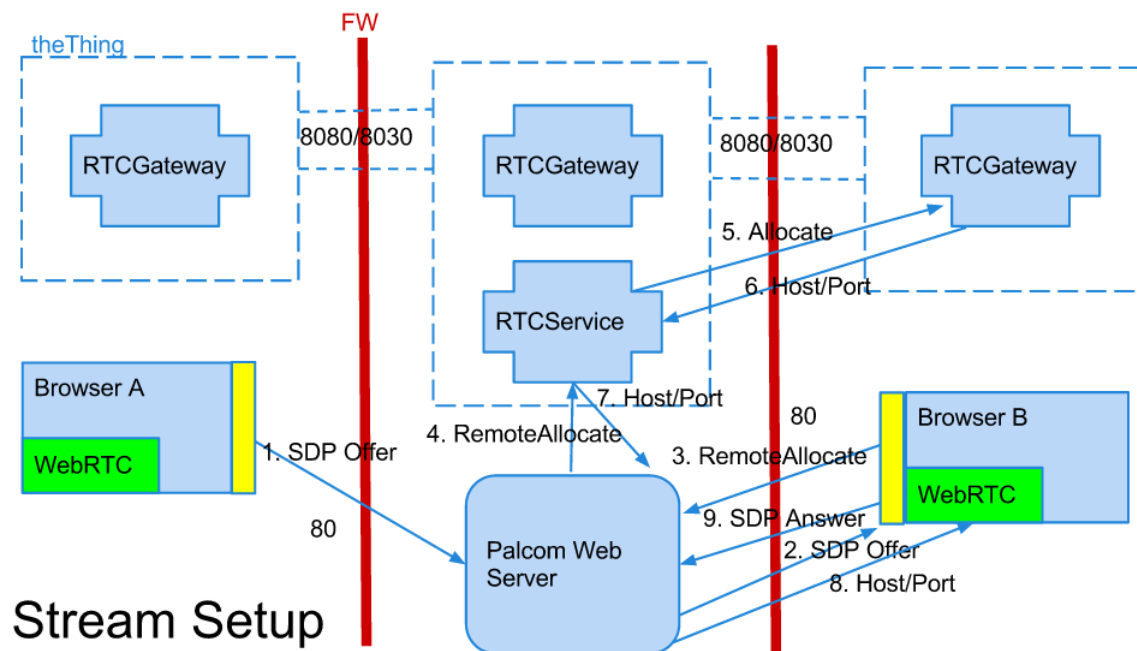 FW
theThing
RTCGateway
8080/8030
RTCGateway
8080/8030
RTCGateway
5. Allocate
6. Host/Port
RTCService
Browser A
WebRTC
1. SDP Offer
80
7. Host/Port
4. RemoteAllocate
80
3. RemoteAllocate
Browser B
WebRTC
9. SDP Answer
2. SDP Offer
8. Host/Port
Palcom Web
Server
Stream Setup